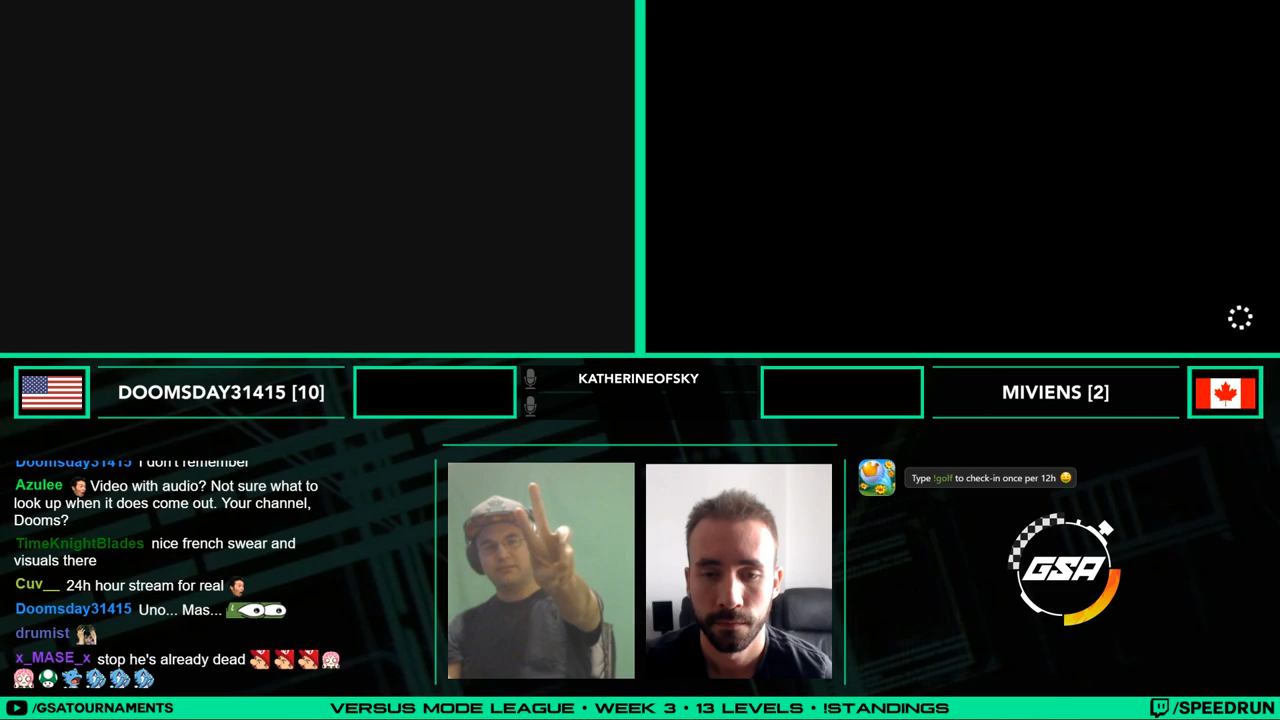 DOOMSDAY31415 [10]
KATHERINEOFSKY
MIVIENS [2]
Doomsday31415 I don't remember
Azulee Video with audio? Not sure what to
look up when it does come out. Your channel,
Dooms?
TimeKnightBlades nice french swear and
visuals there
Cuv__ 24h hour stream for real
Doomsday31415 Uno... Mas...
drumist
x_MASE_x stop he's already dead
Type !golf to check-in once per 12h
GSA
/GSATOURNAMENTS
VERSUS MODE LEAGUE • WEEK 3 • 13 LEVELS • !STANDINGS
/SPEEDRUN